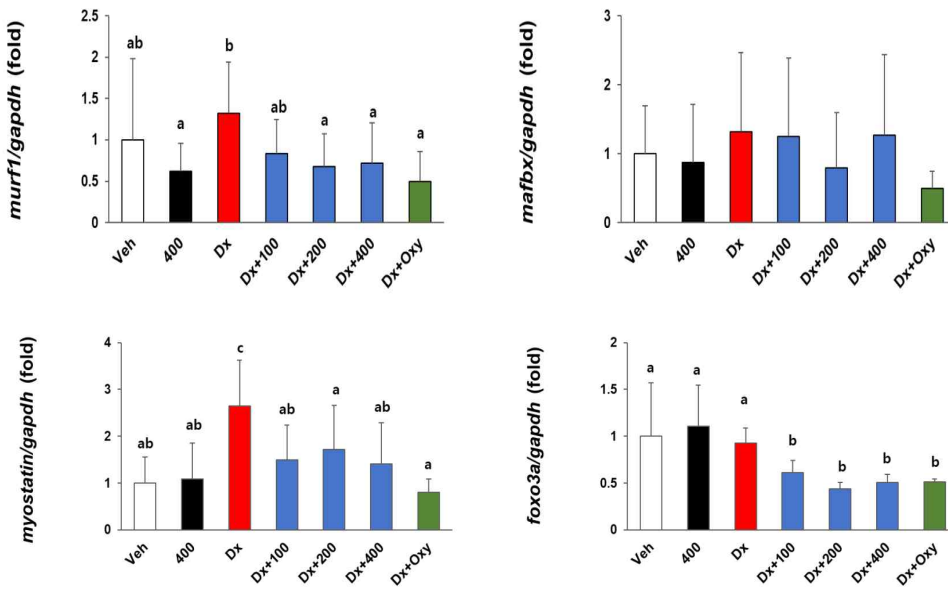 murf1/gapdh (fold)
2.5
2
1.5
1
0.5
0
ab
a
b
ab
a
a
a
Veh
400
Dx
Dx+100
Dx+200
Dx+400
Dx+Oxy
mafbx/gapdh (fold)
3
2
1
0
Veh
400
Dx
Dx+100
Dx+200
Dx+400
Dx+Oxy
myostatin/gapdh (fold)
4
3
2
1
0
ab
ab
c
ab
a
ab
a
Veh
400
Dx
Dx+100
Dx+200
Dx+400
Dx+Oxy
foxo3a/gapdh (fold)
2
1.5
1
0.5
0
a
a
a
b
b
b
b
Veh
400
Dx
Dx+100
Dx+200
Dx+400
Dx+Oxy